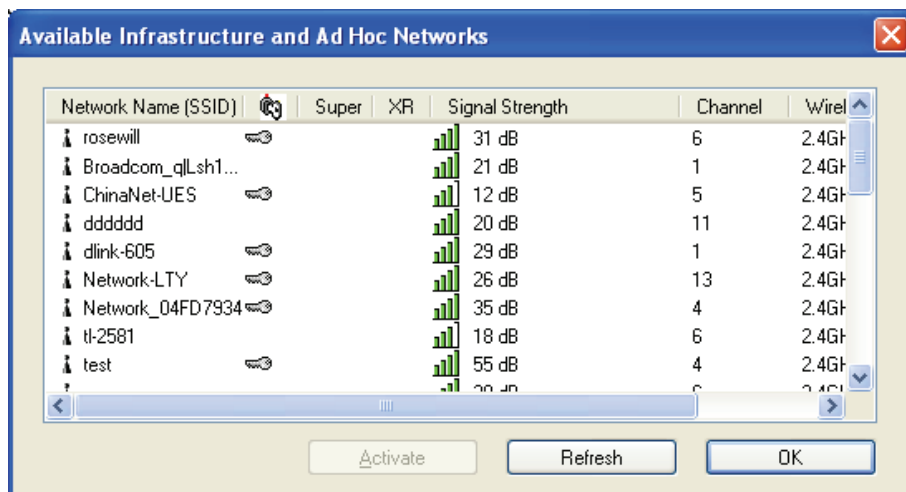 Available Infrastructure and Ad Hoc Networks
Network Name (SSID) Super XR Signal Strength Channel Wirel
rosewill 31 dB 6 2.4GH
Broadcom_qlLsh1... 21 dB 1 2.4GH
ChinaNet-UES 12 dB 5 2.4GH
dddddd 20 dB 11 2.4GH
dlink-605 29 dB 1 2.4GH
Network-LTY 26 dB 13 2.4GH
Network_04FD7934 35 dB 4 2.4GH
tl-2581 18 dB 6 2.4GH
test 55 dB 4 2.4GH
Activate Refresh OK